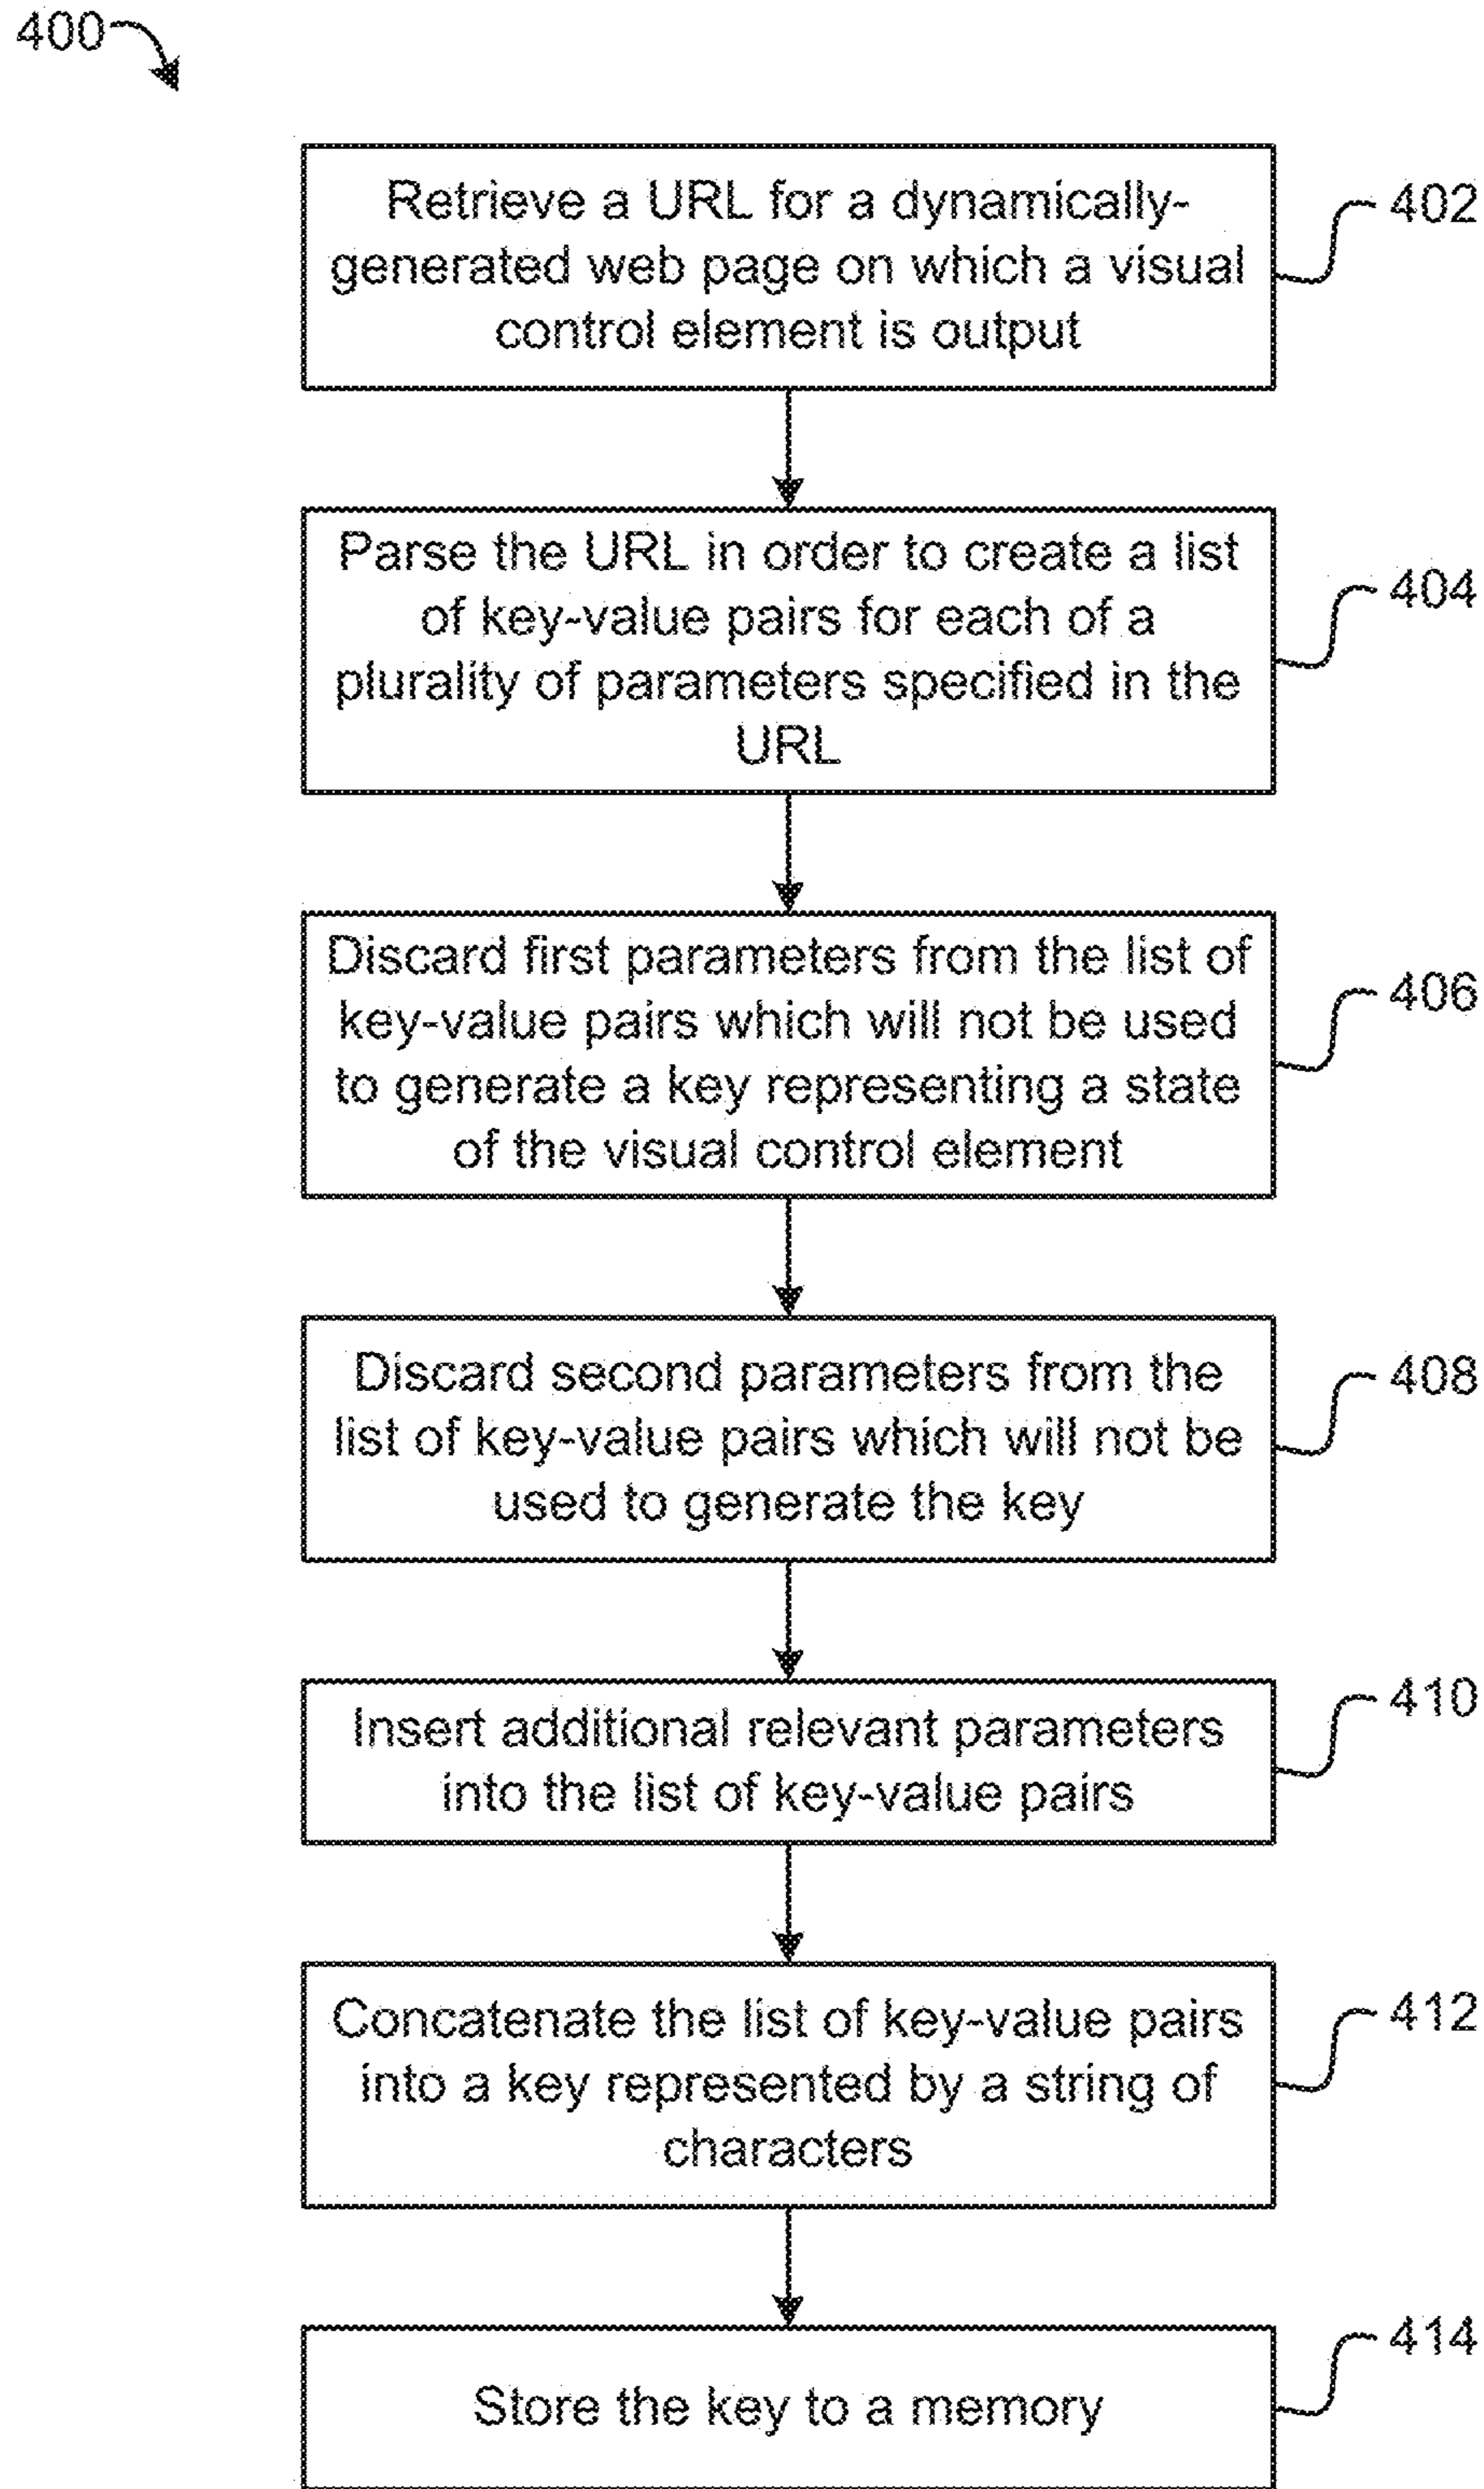 400
Retrieve a URL for a dynamically-
generated web page on which a visual
control element is output
402
Parse the URL in order to create a list
of key-value pairs for each of a
plurality of parameters specified in the
URL
404
Discard first parameters from the list of
key-value pairs which will not be used
to generate a key representing a state
of the visual control element
406
Discard second parameters from the
list of key-value pairs which will not be
used to generate the key
408
Insert additional relevant parameters
into the list of key-value pairs
410
Concatenate the list of key-value pairs
into a key represented by a string of
characters
412
Store the key to a memory
414